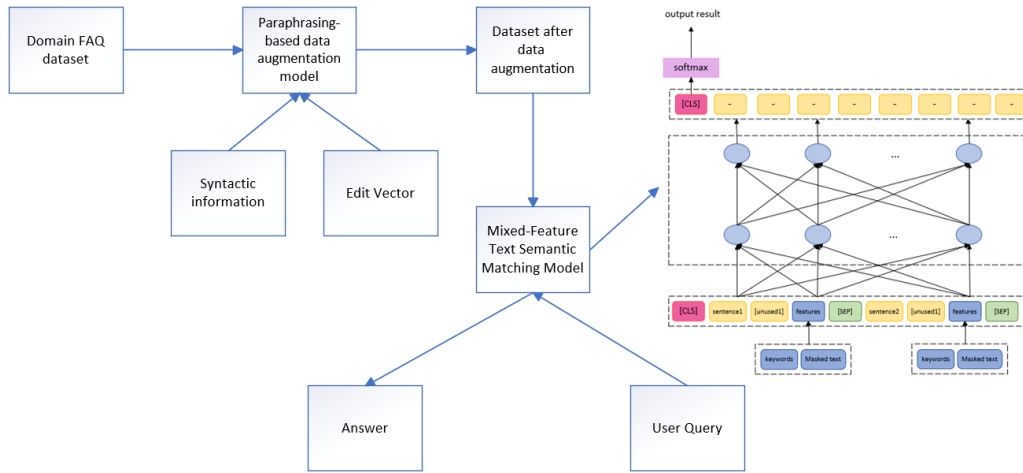 Domain FAQ
dataset
Paraphrasing-
based data
augmentation
model
Dataset after
data
augmentation
Syntactic
information
Edit Vector
Mixed-Feature
Text Semantic
Matching Model
Answer
User Query
output result
softmax
[CLS]
-
-
-
-
-
-
-
-
...
...
[CLS]
sentence1
[unused1]
features
[SEP]
sentence2
[unused1]
features
[SEP]
keywords
Masked text
keywords
Masked text